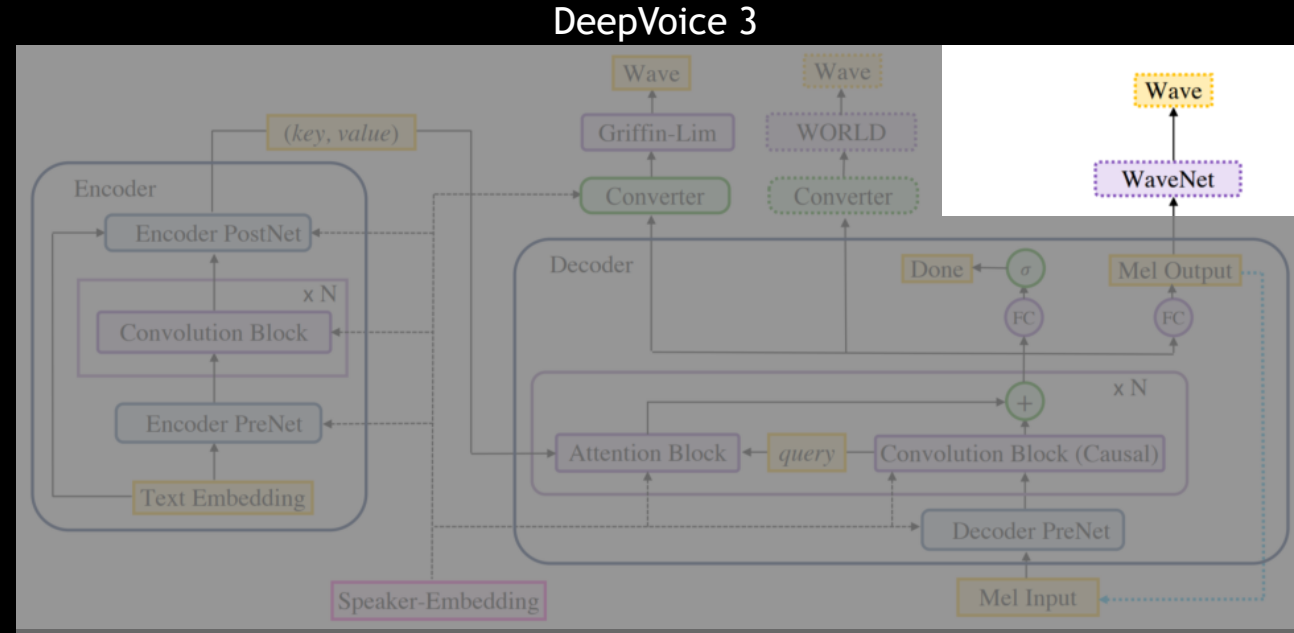 DeepVoice 3
Wave
Wave
Wave
(key, value)
Griffin-Lim
WORLD
WaveNet
Encoder
Converter
Converter
Encoder PostNet
Decoder
Done
σ
Mel Output
x N
Convolution Block
FC
FC
x N
+
Encoder PreNet
Attention Block
query
Convolution Block (Causal)
Text Embedding
Decoder PreNet
Speaker-Embedding
Mel Input